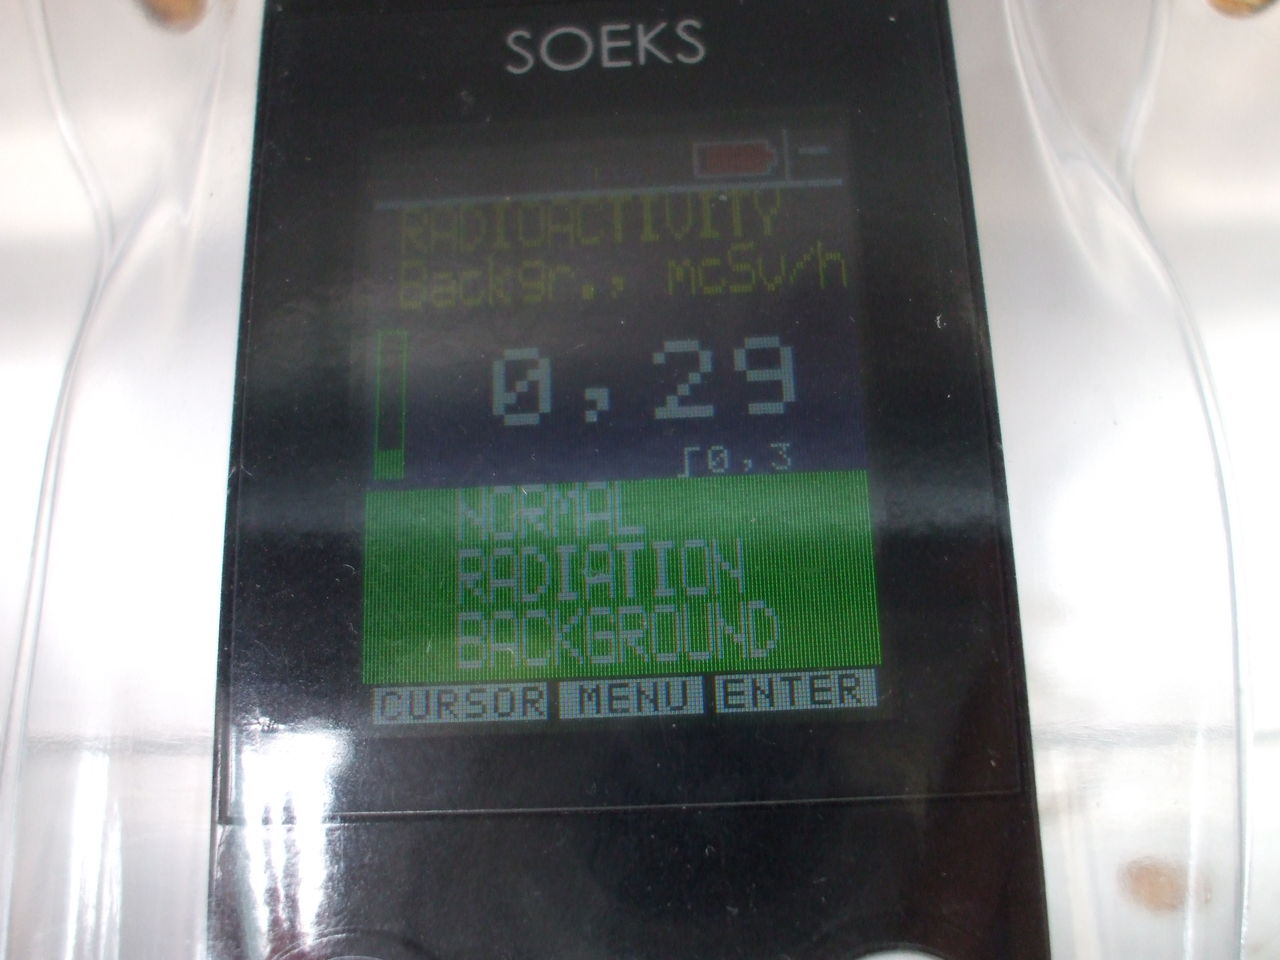 SOEKS
RADIOACTIVITY
Backgr., mcSv/h
0,29
∫0,3
NORMAL
RADIATION
BACKGROUND
CURSOR MENU ENTER